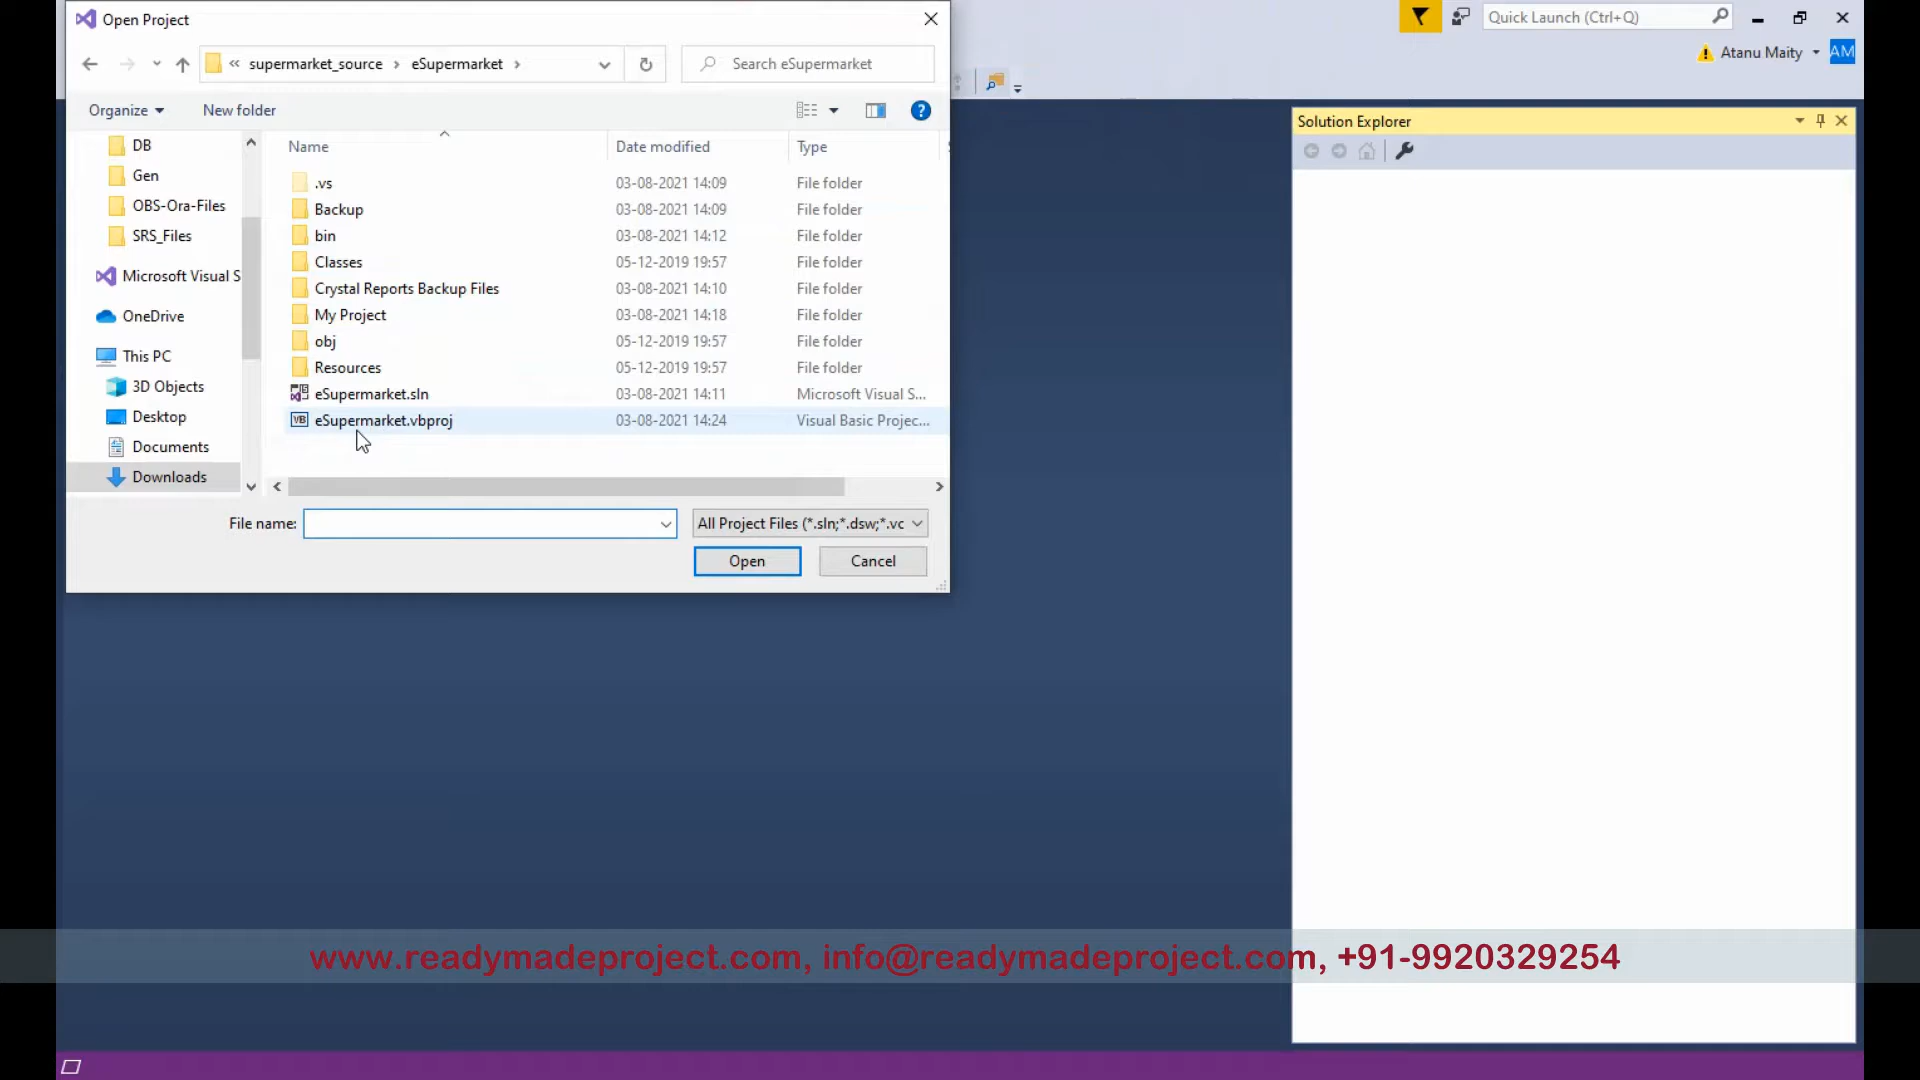 Open Project
Quick Launch (Ctrl+Q)
Atanu Maity
AM
« supermarket_source › eSupermarket ›
Search eSupermarket
Organize
New folder
?
Name Date modified Type
DB
Gen
OBS-Ora-Files
SRS_Files
Microsoft Visual S
OneDrive
This PC
3D Objects
Desktop
Documents
Downloads
.vs 03-08-2021 14:09 File folder
Backup 03-08-2021 14:09 File folder
bin 03-08-2021 14:12 File folder
Classes 05-12-2019 19:57 File folder
Crystal Reports Backup Files 03-08-2021 14:10 File folder
My Project 03-08-2021 14:18 File folder
obj 05-12-2019 19:57 File folder
Resources 05-12-2019 19:57 File folder
eSupermarket.sln 03-08-2021 14:11 Microsoft Visual S...
VB eSupermarket.vbproj 03-08-2021 14:24 Visual Basic Projec...
File name:
All Project Files (*.sln;*.dsw;*.vc
Open
Cancel
Solution Explorer
www.readymadeproject.com, info@readymadeproject.com, +91-9920329254